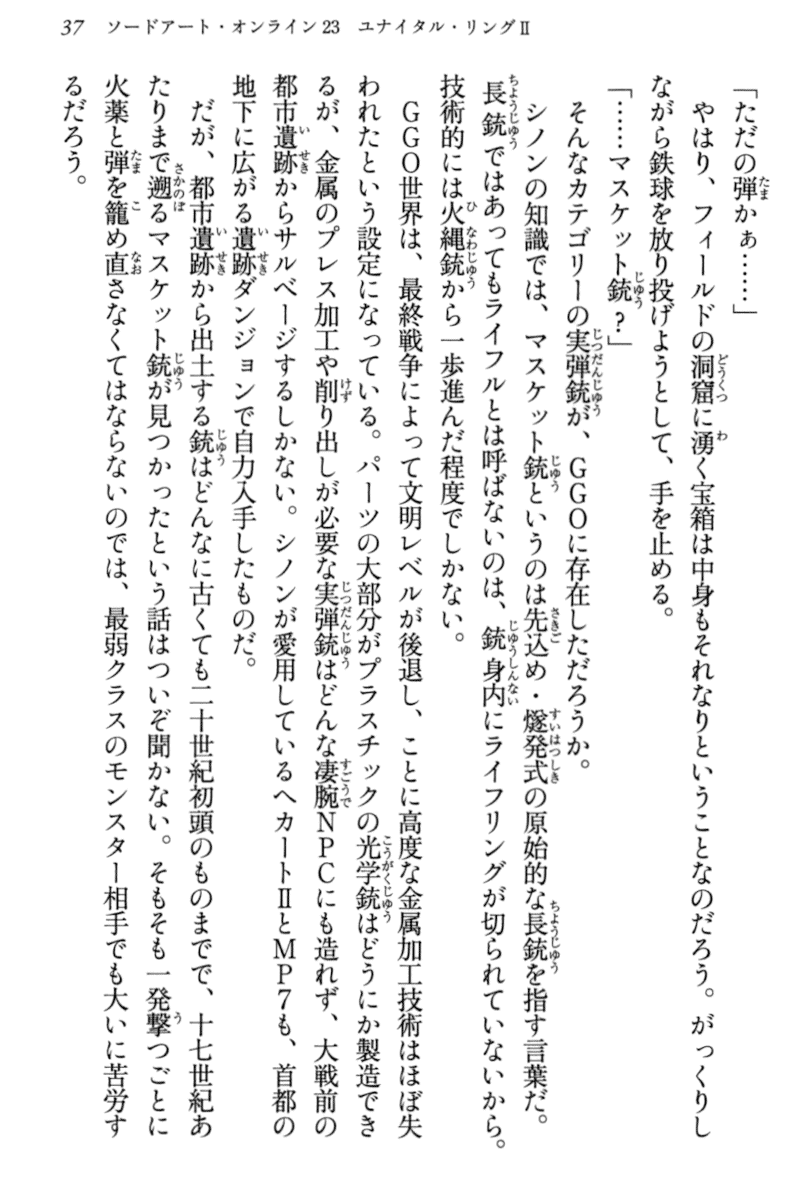 37　ソードアート・オンライン23　ユナイタル・リングⅡ
「ただの弾かぁ……」
　やはり、フィールドの洞窟に湧く宝箱は中身もそれなりということなのだろう。がっくりし
ながら鉄球を放り投げようとして、手を止める。
「……マスケット銃？」
　そんなカテゴリーの実弾銃が、ＧＧＯに存在しただろうか。
　シノンの知識では、マスケット銃というのは先込め・燧発式の原始的な長銃を指す言葉だ。
長銃ではあってもライフルとは呼ばないのは、銃身内にライフリングが切られていないから。
技術的には火縄銃から一歩進んだ程度でしかない。
　ＧＧＯ世界は、最終戦争によって文明レベルが後退し、ことに高度な金属加工技術はほぼ失
われたという設定になっている。パーツの大部分がプラスチックの光学銃はどうにか製造でき
るが、金属のプレス加工や削り出しが必要な実弾銃はどんな凄腕ＮＰＣにも造れず、大戦前の
都市遺跡からサルベージするしかない。シノンが愛用しているヘカートⅡとＭＰ７も、首都の
地下に広がる遺跡ダンジョンで自力入手したものだ。
　だが、都市遺跡から出土する銃はどんなに古くても二十世紀初頭のものまでで、十七世紀あ
たりまで遡るマスケット銃が見つかったという話はついぞ聞かない。そもそも一発撃つごとに
火薬と弾を籠め直さなくてはならないのでは、最弱クラスのモンスター相手でも大いに苦労す
るだろう。